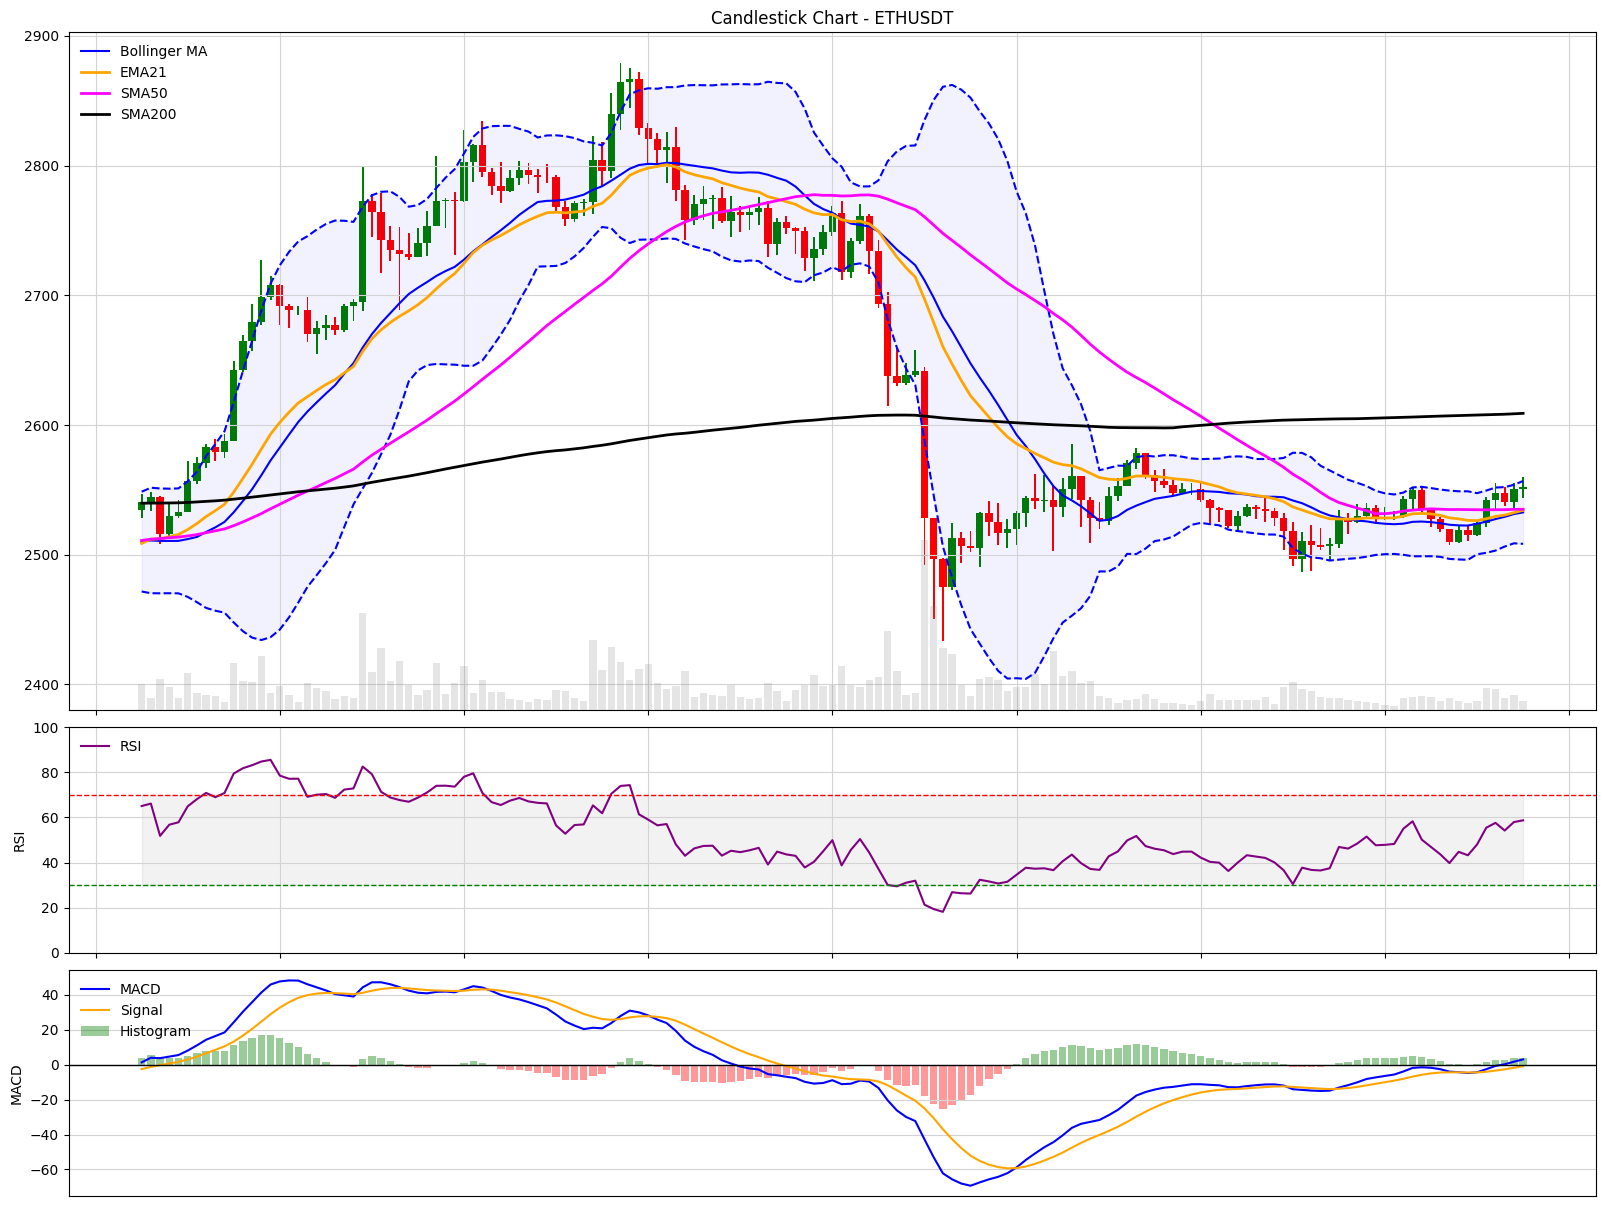 Candlestick Chart - ETHUSDT
2900
2800
2700
2600
2500
2400
Bollinger MA
EMA21
SMA50
SMA200
100
80
60
40
20
0
RSI
RSI
40
20
0
−20
−40
−60
MACD
MACD
Signal
Histogram